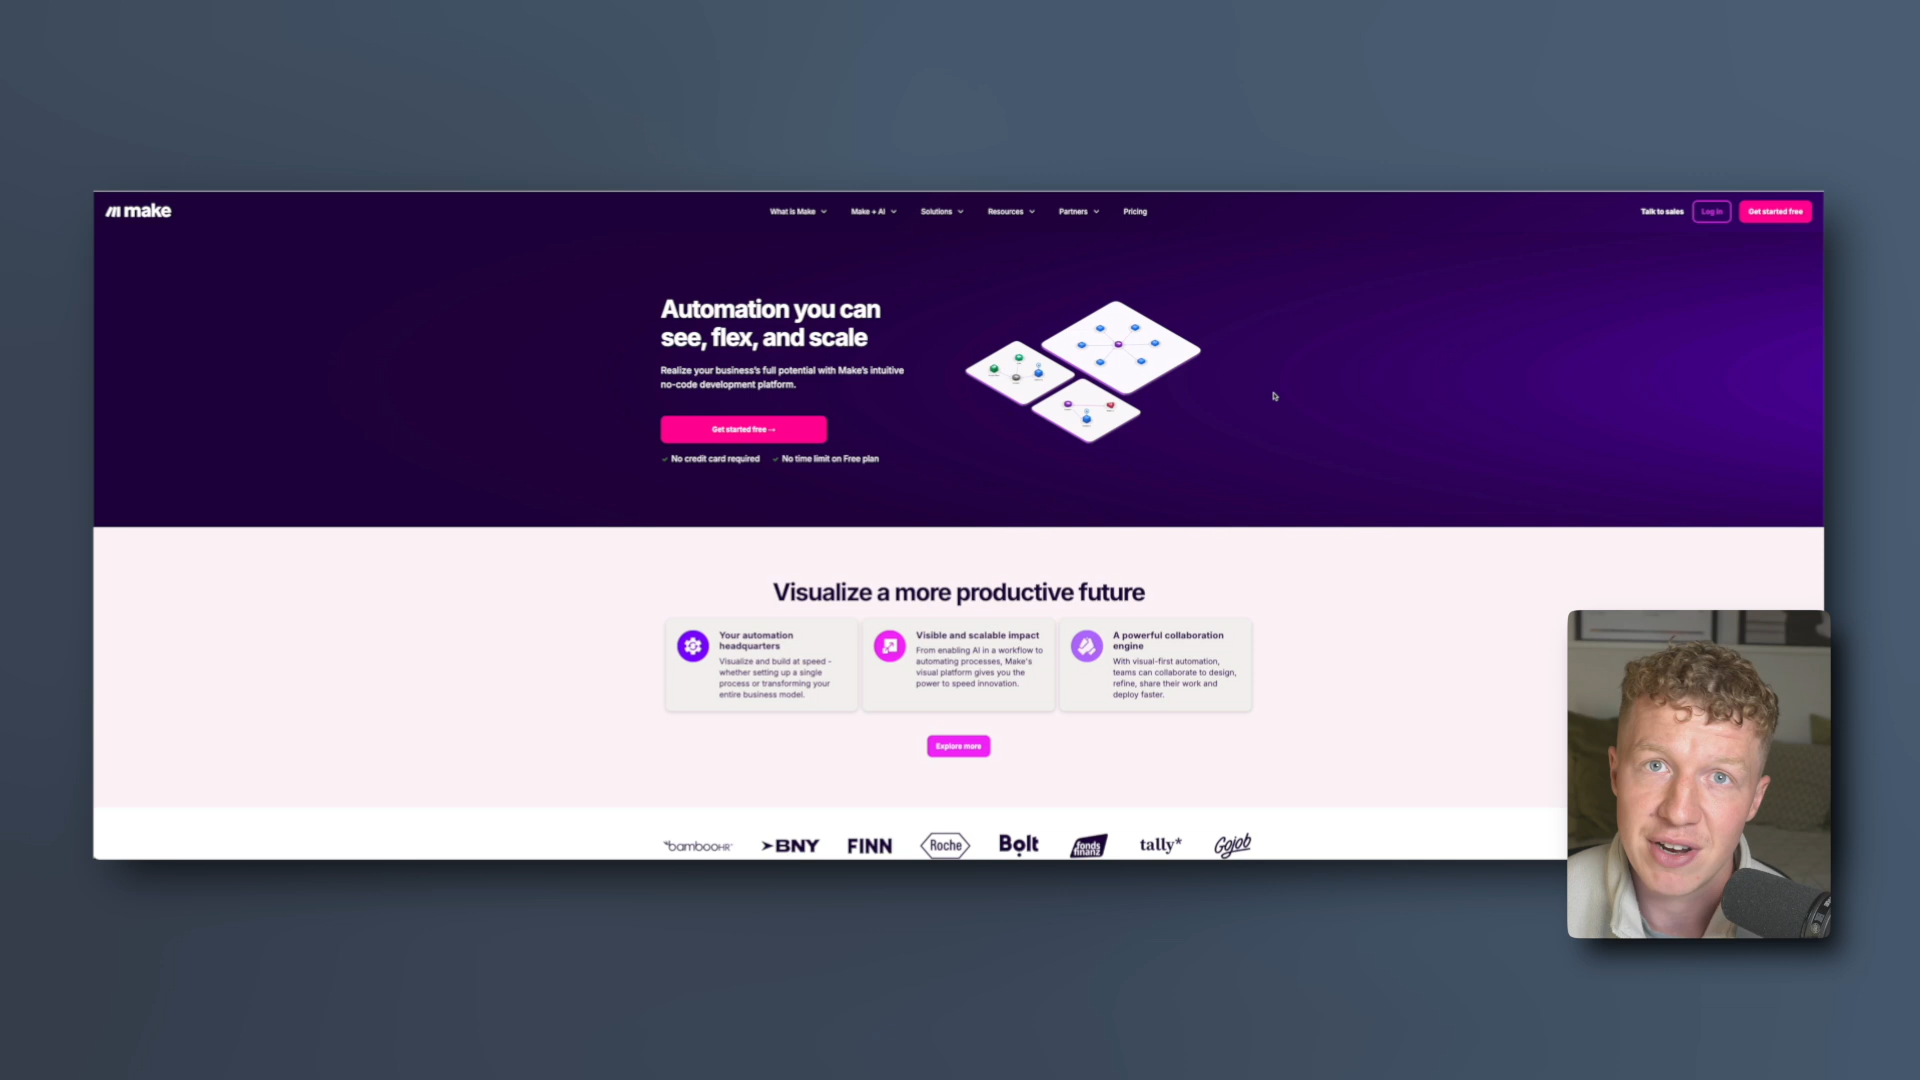 make
What is Make
Make + AI
Solutions
Resources
Partners
Pricing
Talk to sales
Log in
Get started free
Automation you can
see, flex, and scale
Realize your business's full potential with Make's intuitive
no-code development platform.
Get started free →
✓ No credit card required ✓ No time limit on Free plan
Visualize a more productive future
Your automation
headquarters
Visualize and build at speed -
whether setting up a single
process or transforming your
entire business model.
Visible and scalable impact
From enabling AI in a workflow to
automating processes, Make's
visual platform gives you the
power to speed innovation.
A powerful collaboration
engine
With visual-first automation,
teams can collaborate to design,
refine, share their work and
deploy faster.
Explore more
bambooHR
BNY
FINN
Roche
Bolt
fonds
finanz
tally*
Gojob